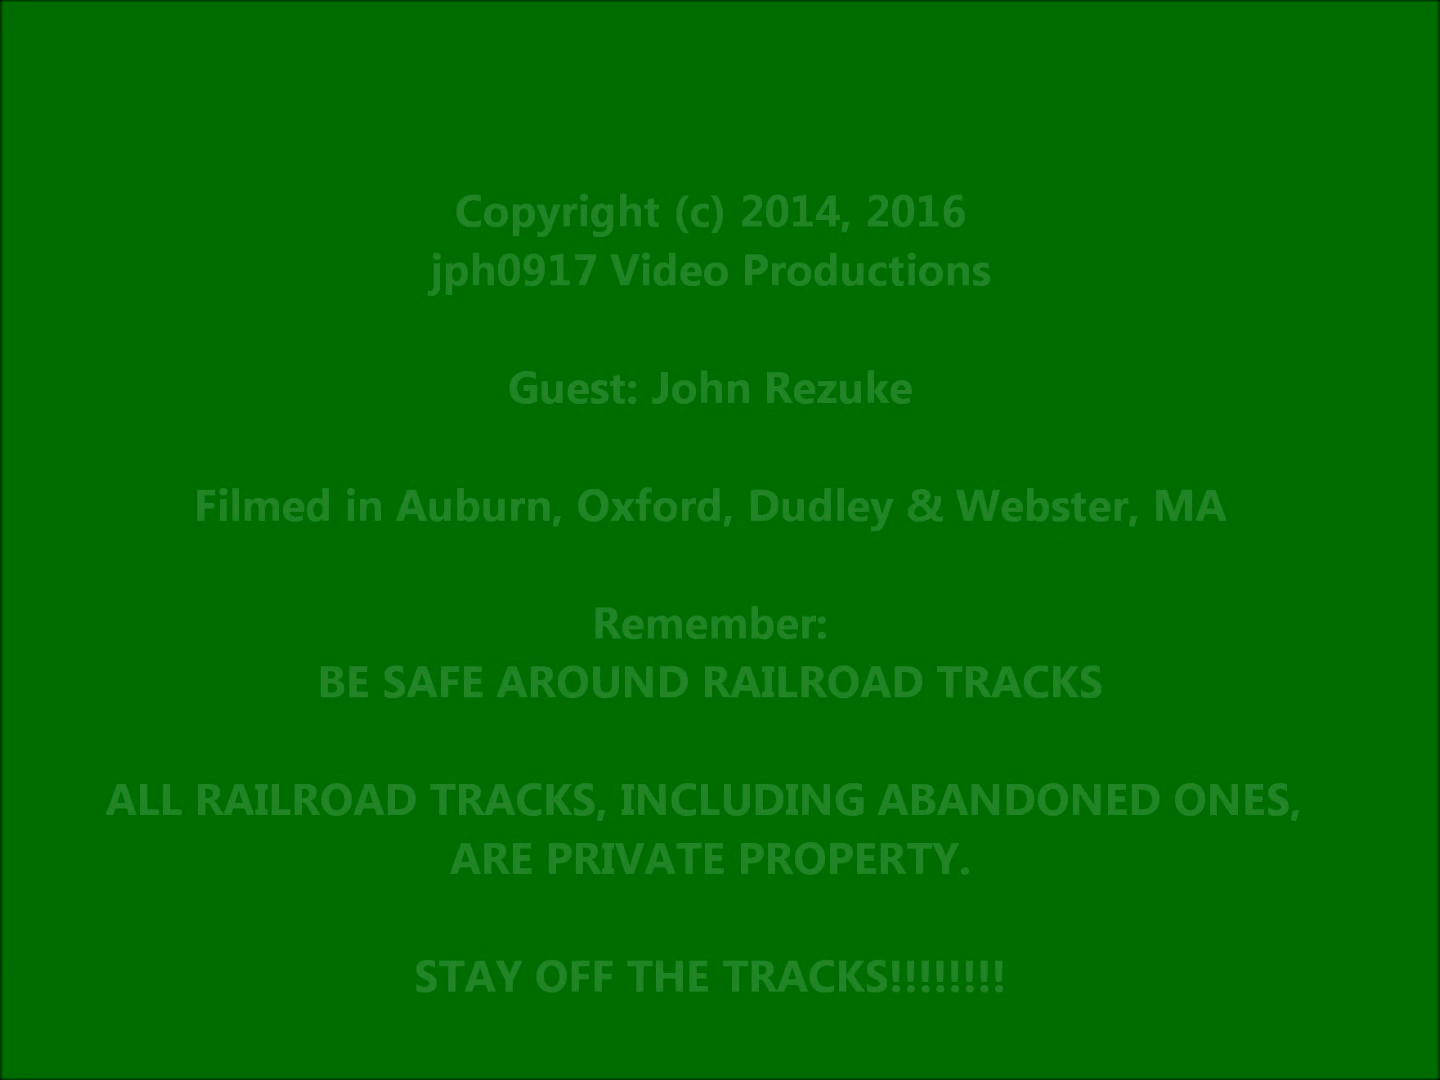 Copyright (c) 2014, 2016
jph0917 Video Productions
Guest: John Rezuke
Filmed in Auburn, Oxford, Dudley & Webster, MA
Remember:
BE SAFE AROUND RAILROAD TRACKS
ALL RAILROAD TRACKS, INCLUDING ABANDONED ONES,
ARE PRIVATE PROPERTY.
STAY OFF THE TRACKS!!!!!!!!